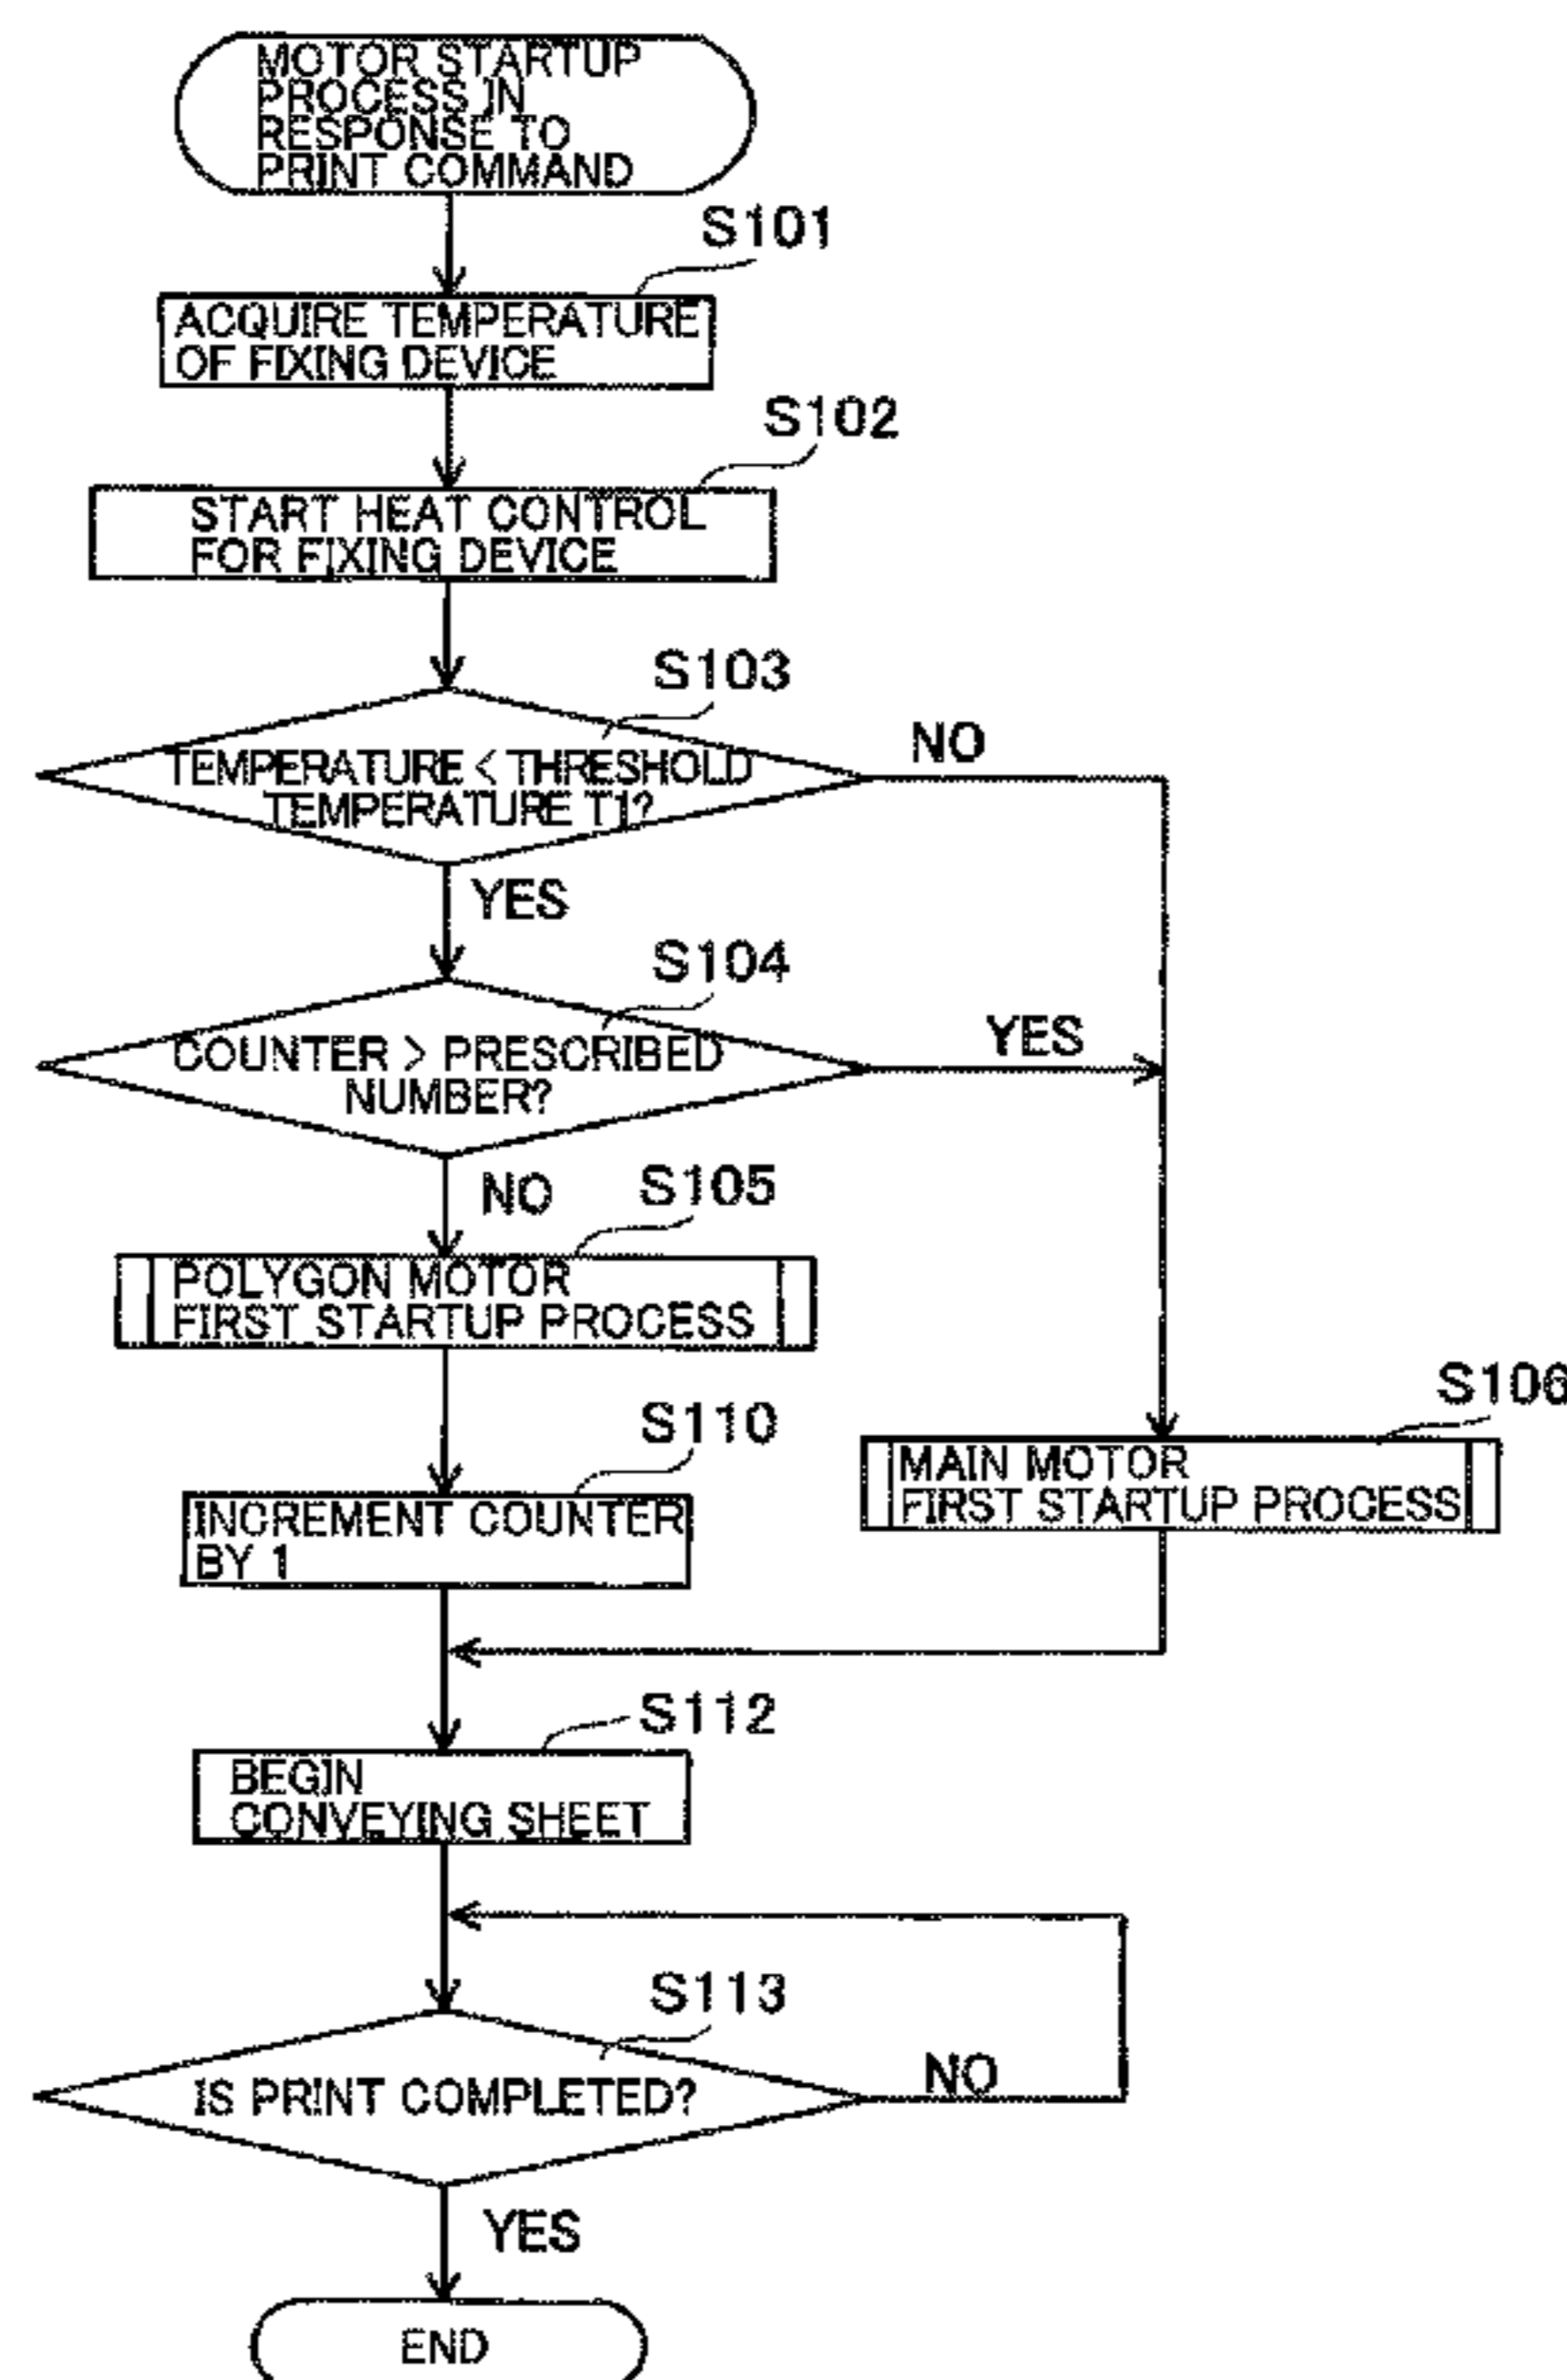 MOTOR STARTUP
PROCESS IN
RESPONSE TO
PRINT COMMAND
S101
ACQUIRE TEMPERATURE
OF FIXING DEVICE
S102
START HEAT CONTROL
FOR FIXING DEVICE
S103
TEMPERATURE < THRESHOLD
TEMPERATURE T1?
NO
YES
S104
COUNTER > PRESCRIBED
NUMBER?
YES
NO
S105
POLYGON MOTOR
FIRST STARTUP PROCESS
S106
MAIN MOTOR
FIRST STARTUP PROCESS
S110
INCREMENT COUNTER
BY 1
S112
BEGIN
CONVEYING SHEET
S113
IS PRINT COMPLETED?
NO
YES
END